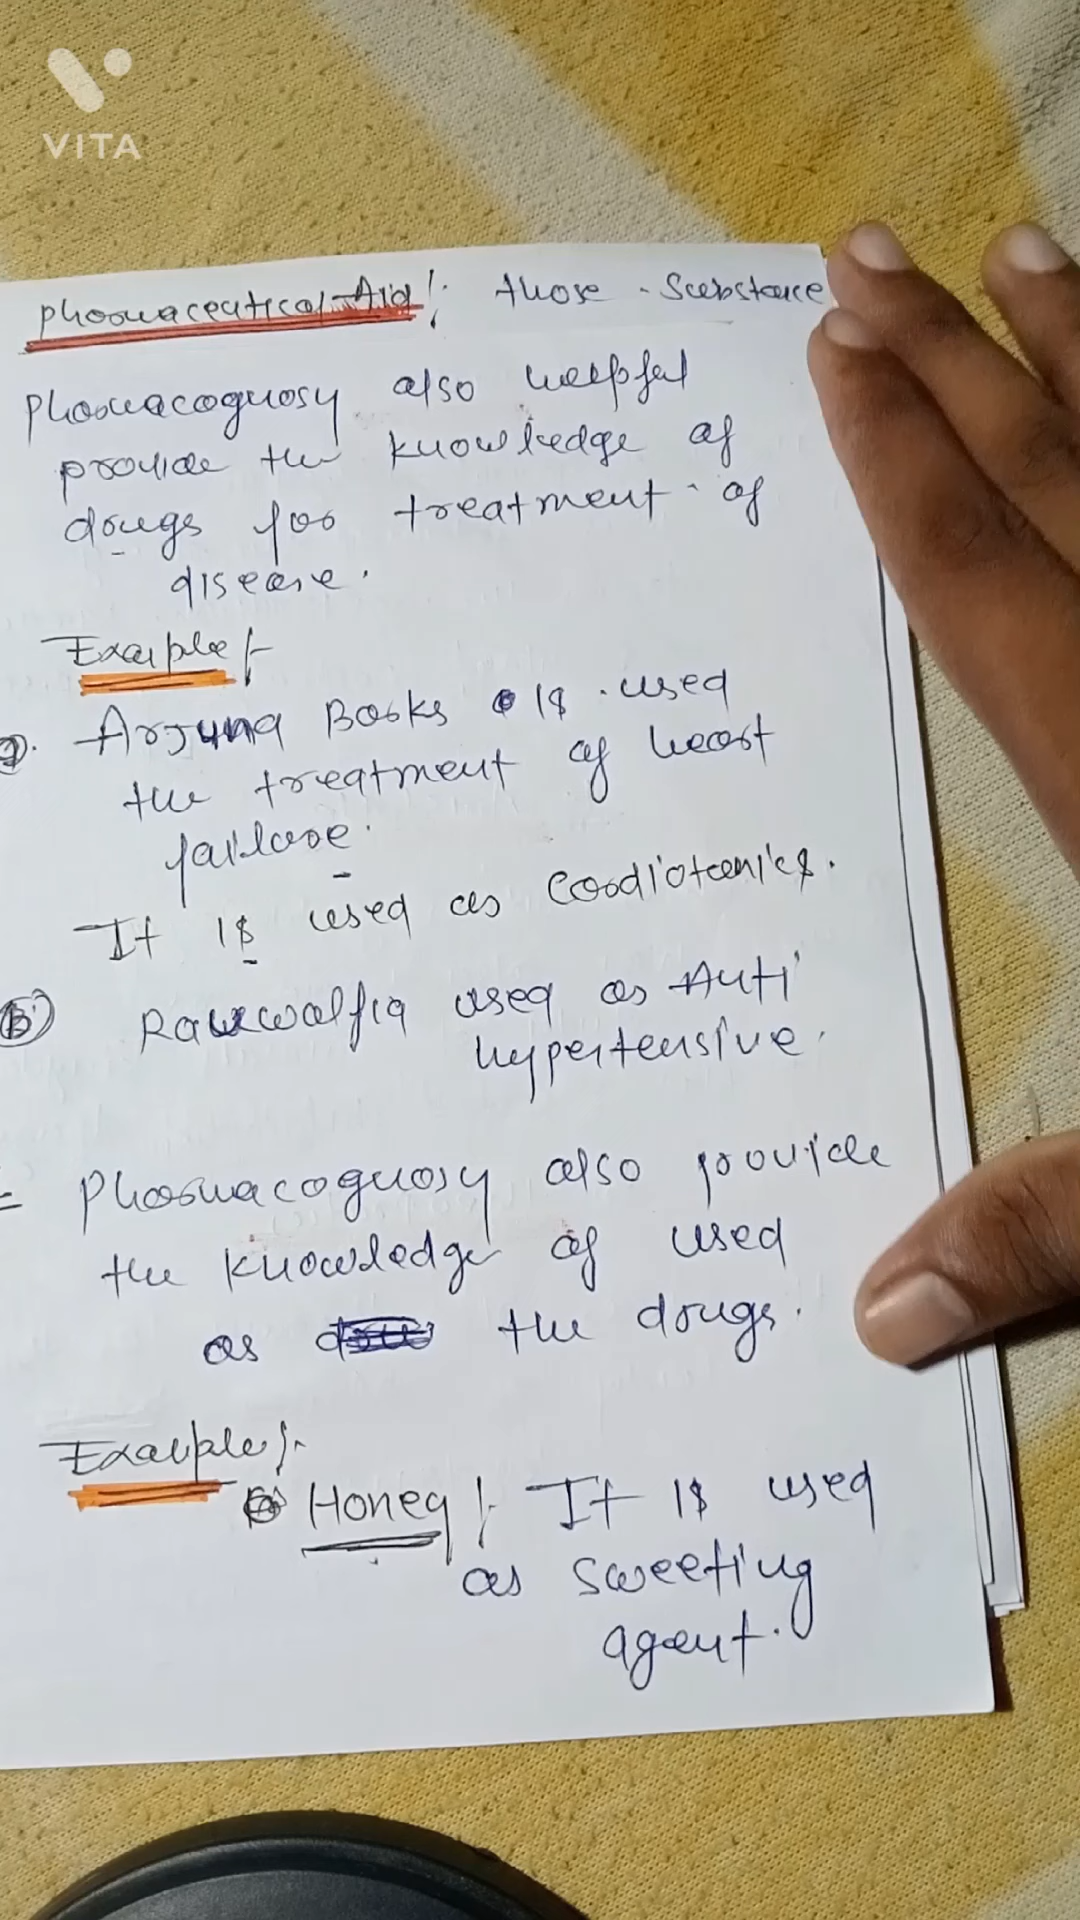 VITA
Pharmaceutical Aid :- those substance
Pharmacognosy also helpful
provide the knowledge of
drugs for treatment of
disease.
Example :-
Arjuna Barks is used
the treatment of heart
failure.
It is used as Cardiotonics.
(B) Rauwolfia used as Anti
hypertensive.
= Pharmacognosy also provide
the knowledge of used
as the drugs.
Example :-
Honey :- It is used
as sweeting
agent.